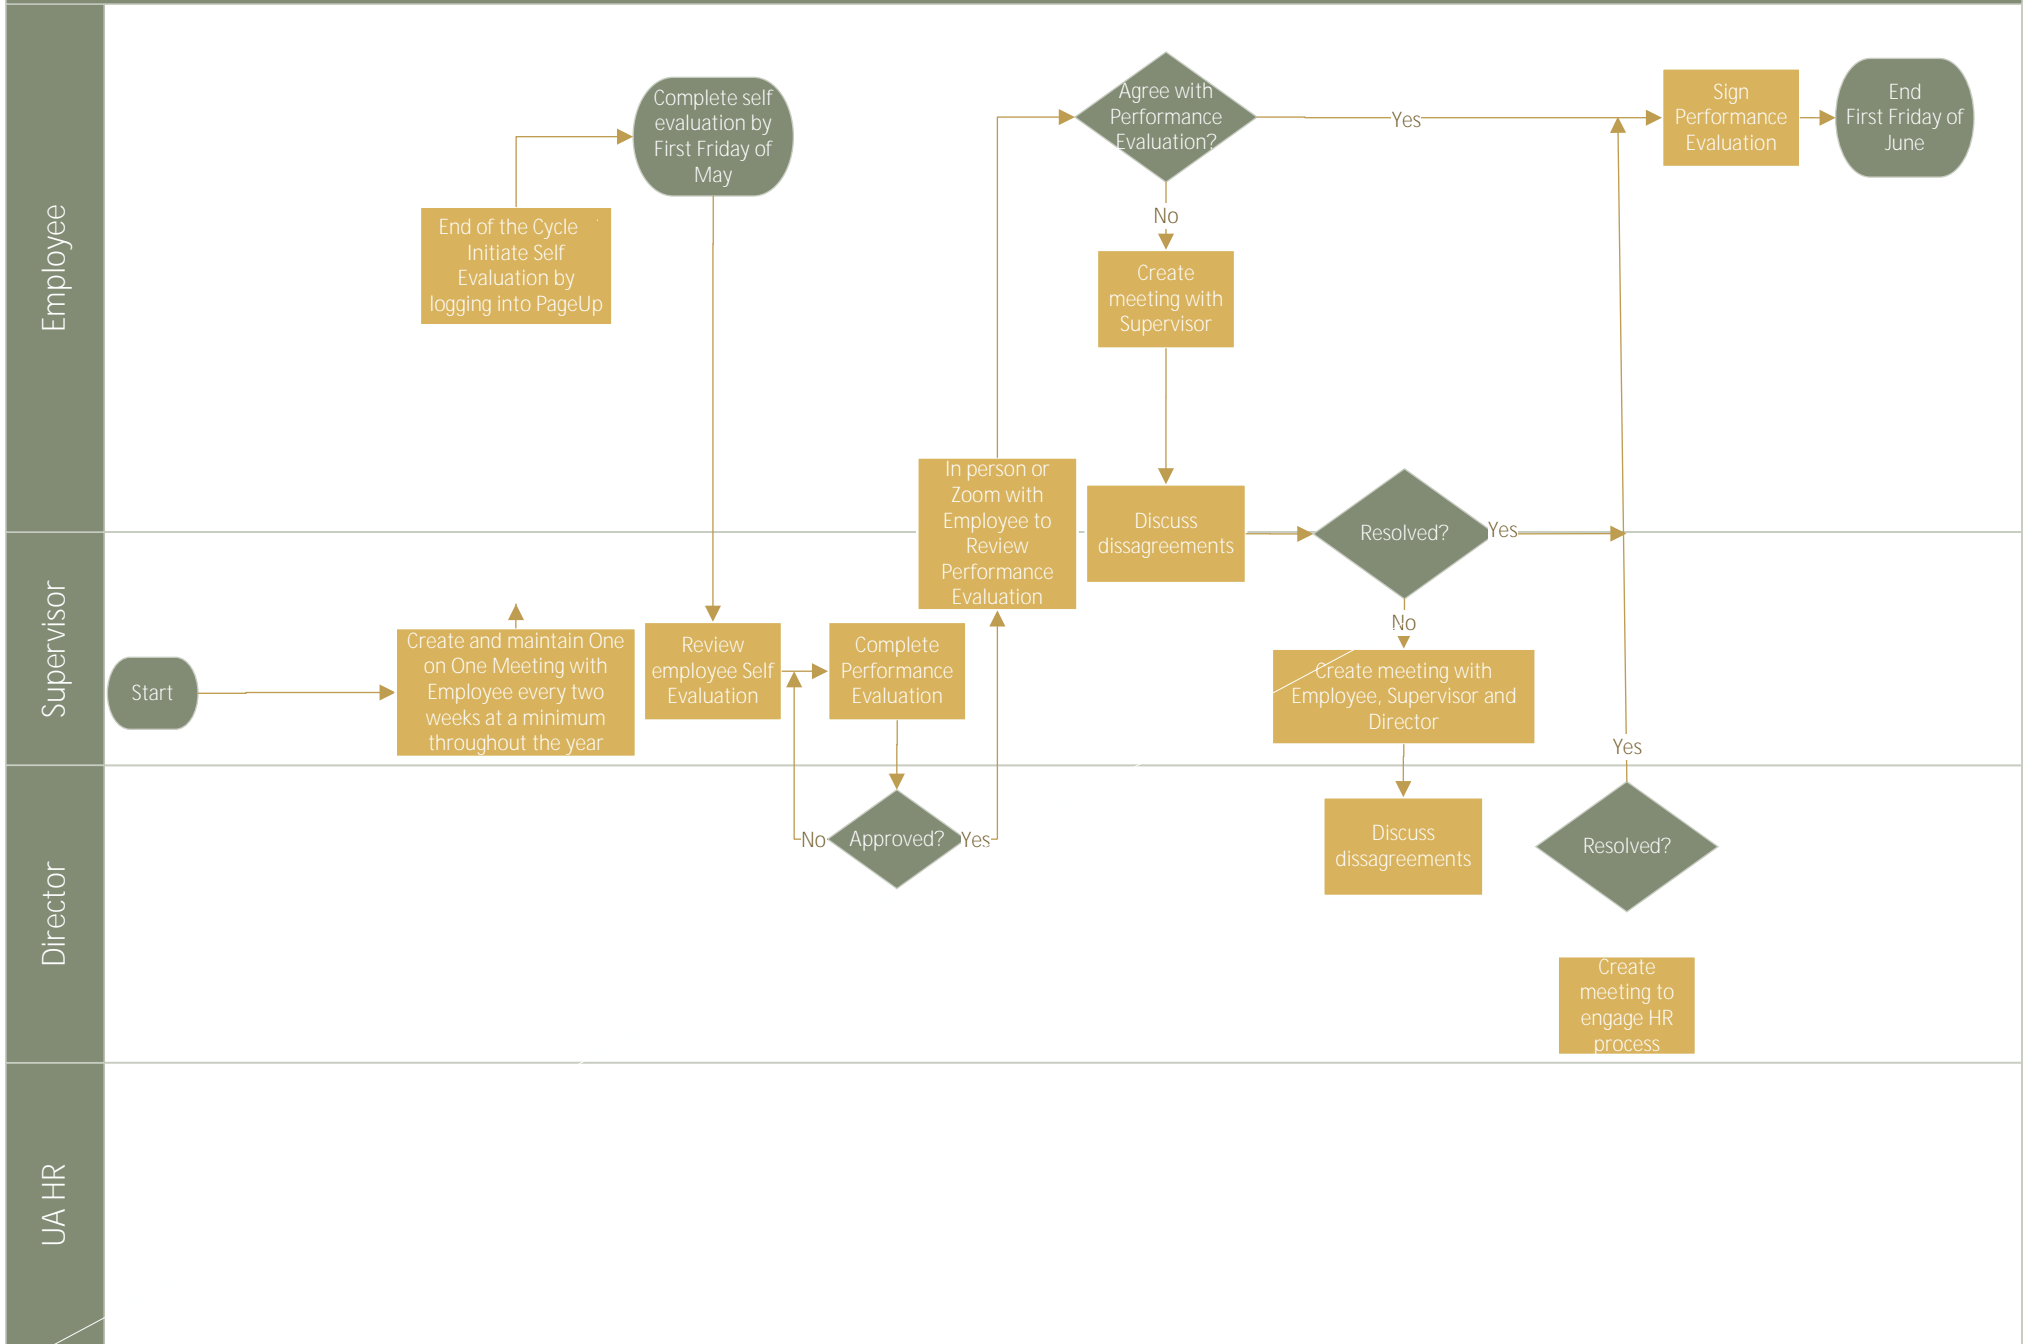 Employee
Complete self
evaluation by
First Friday of
May
End of the Cycle
Initiate Self
Evaluation by
logging into PageUp
Agree with
Performance
Evaluation?
Yes
No
Sign
Performance
Evaluation
End
First Friday of
June
Create
meeting with
Supervisor
In person or
Zoom with
Employee to
Review
Performance
Evaluation
Discuss
dissagreements
Resolved?
Yes
No
Supervisor
Start
Create and maintain One
on One Meeting with
Employee every two
weeks at a minimum
throughout the year
Review
employee Self
Evaluation
Complete
Performance
Evaluation
Create meeting with
Employee, Supervisor and
Director
Yes
Director
No
Approved?
Yes
Discuss
dissagreements
Resolved?
Create
meeting to
engage HR
process
UA HR